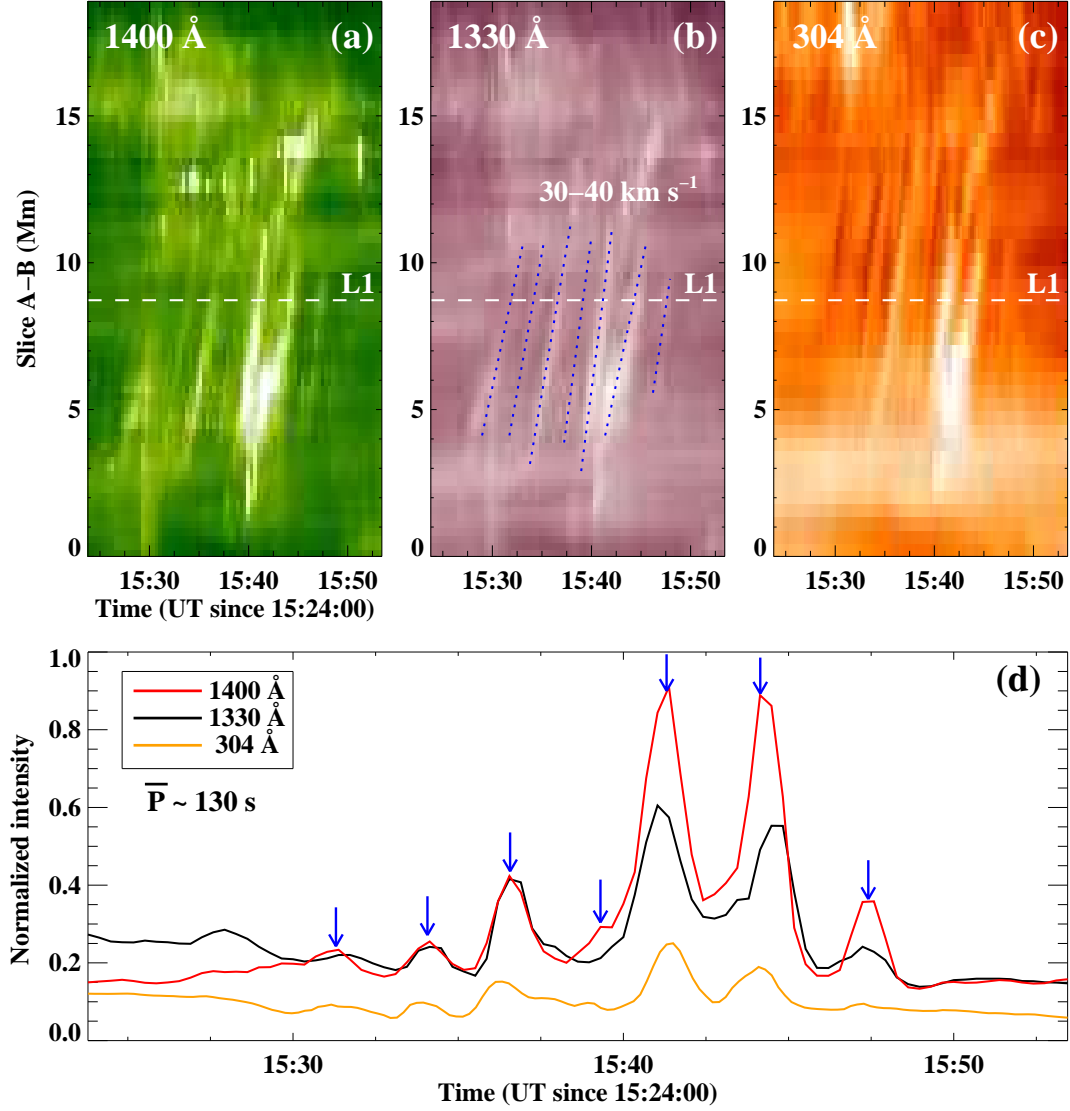 1400 Å (a)
1330 Å (b)
304 Å (c)
15 15 15
30–40 km s⁻¹
Slice A–B (Mm)
10 10 10
L1 L1 L1
5 5 5
0 0 0
15:30 15:40 15:50
15:30 15:40 15:50
15:30 15:40 15:50
Time (UT since 15:24:00)
1.0
0.8
0.6
0.4
0.2
0.0
Normalized intensity
(d)
1400 Å
1330 Å
304 Å
P̅ ~ 130 s
15:30 15:40 15:50
Time (UT since 15:24:00)